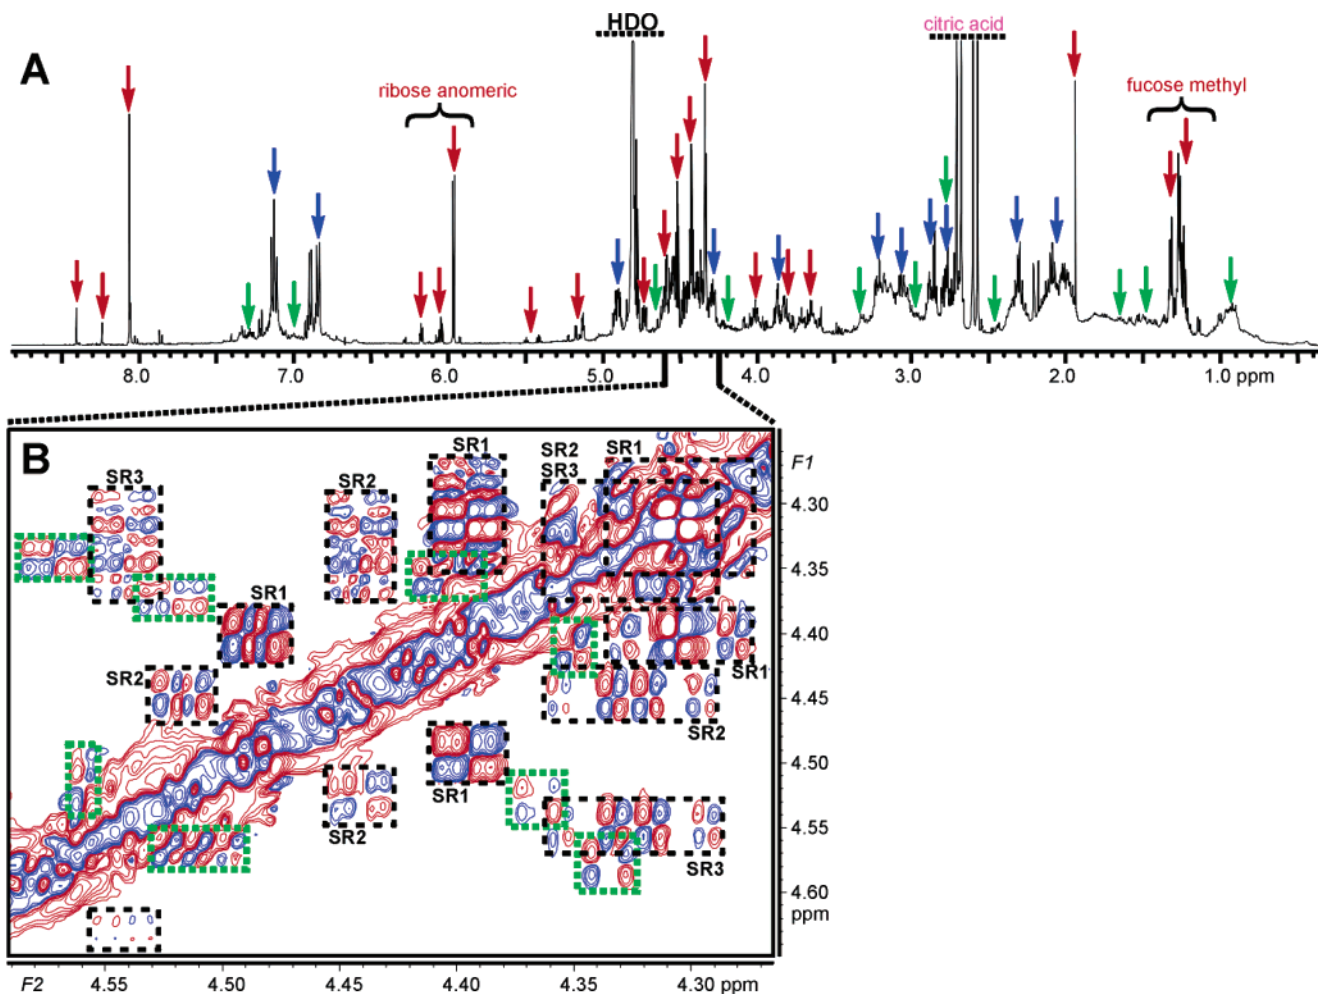 HDO
citric acid
A
ribose anomeric
fucose methyl
8.0 7.0 6.0 5.0 4.0 3.0 2.0 1.0 ppm
B
SR1 SR2 SR1
SR3 SR2 SR3 F1
4.30
4.35
SR1
4.40
SR1
SR2
4.45
SR2
4.50
SR1
4.55
SR2
SR3
4.60
ppm
F2 4.55 4.50 4.45 4.40 4.35 4.30 ppm